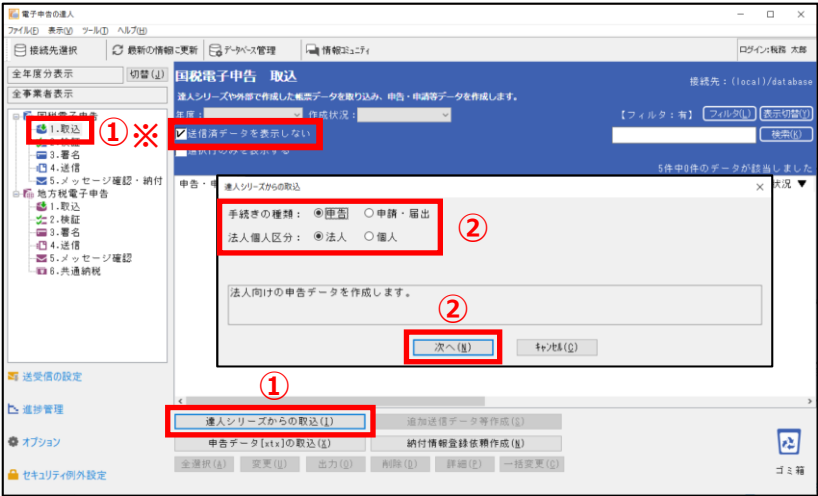 電子申告の達人
ファイル(F) 表示(V) ツール(T) ヘルプ(H)
接続先選択 最新の情報に更新 データベース管理 情報コミュニティ ログイン:税務 太郎
全年度分表示 切替(J)
全事業者表示
国税電子申告 取込
接続先:(local)/database
達人シリーズや外部で作成した帳票データを取り込み、申告・申請等データを作成します。
年度: 作成状況: 【フィルタ:有】 フィルタ(L) 表示切替(Y)
✓送信済データを表示しない 検索(K)
選択行のみを表示する
5件中0件のデータが該当しました
国税電子申告
1.取込 ① ※
2.検証
3.署名
4.送信
5.メッセージ確認・納付
地方税電子申告
1.取込
2.検証
3.署名
4.送信
5.メッセージ確認
6.共通納税
申告・申 状況 ▼
達人シリーズからの取込 ×
手続きの種類: 申告 申請・届出
法人個人区分: 法人 個人
②
法人向けの申告データを作成します。
②
次へ(N) キャンセル(C)
送受信の設定
進捗管理
オプション
セキュリティ例外設定
①
達人シリーズからの取込(I) 追加送信データ等作成(S)
申告データ[xtx]の取込(X) 納付情報登録依頼作成(N)
全選択(A) 変更(U) 出力(O) 削除(D) 詳細(P) 一括変更(C)
ゴミ箱